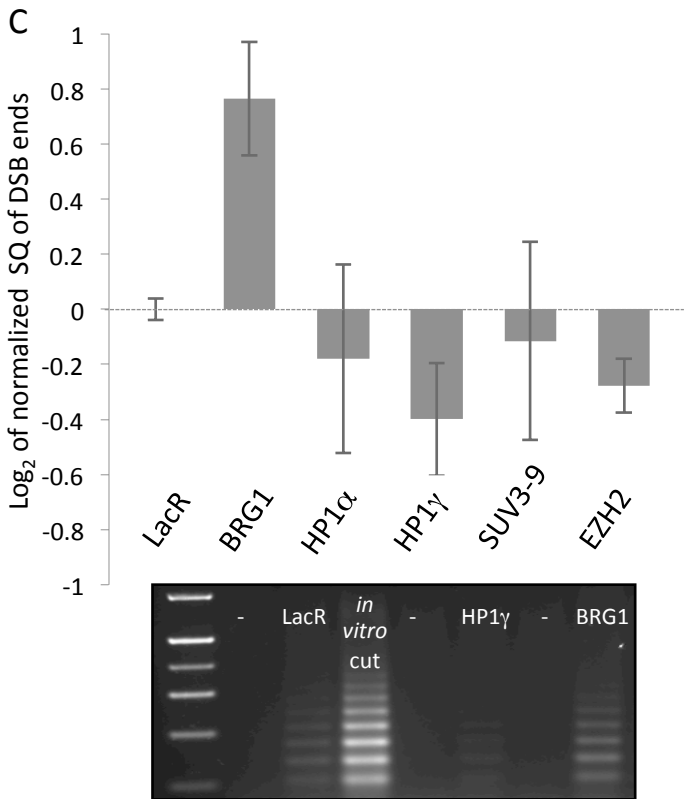 C
Log₂ of normalized SQ of DSB ends
1
0.8
0.6
0.4
0.2
0
-0.2
-0.4
-0.6
-0.8
-1
LacR
BRG1
HP1α
HP1γ
SUV3-9
EZH2
- LacR in vitro cut - HP1γ - BRG1